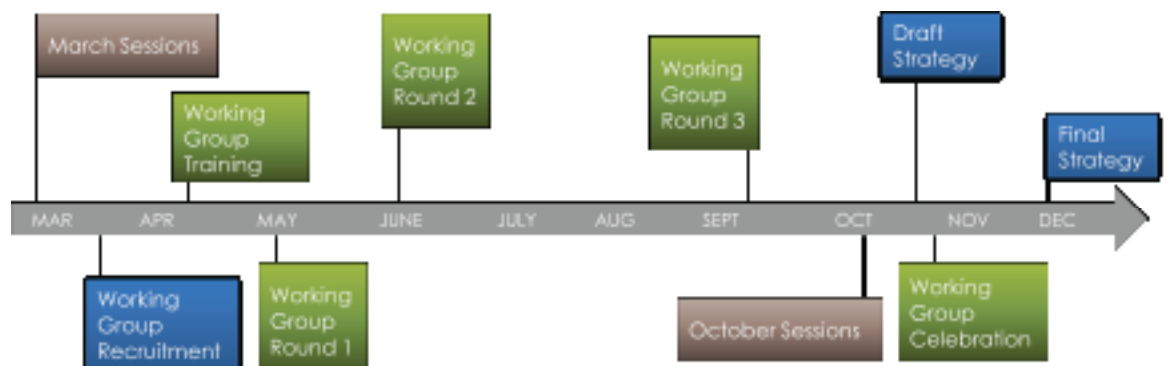 March Sessions
Working
Group
Training
Working
Group
Round 2
Working
Group
Round 3
Draft
Strategy
Final
Strategy
MAR APR MAY JUNE JULY AUG SEPT OCT NOV DEC
Working
Group
Recruitment
Working
Group
Round 1
October Sessions
Working
Group
Celebration